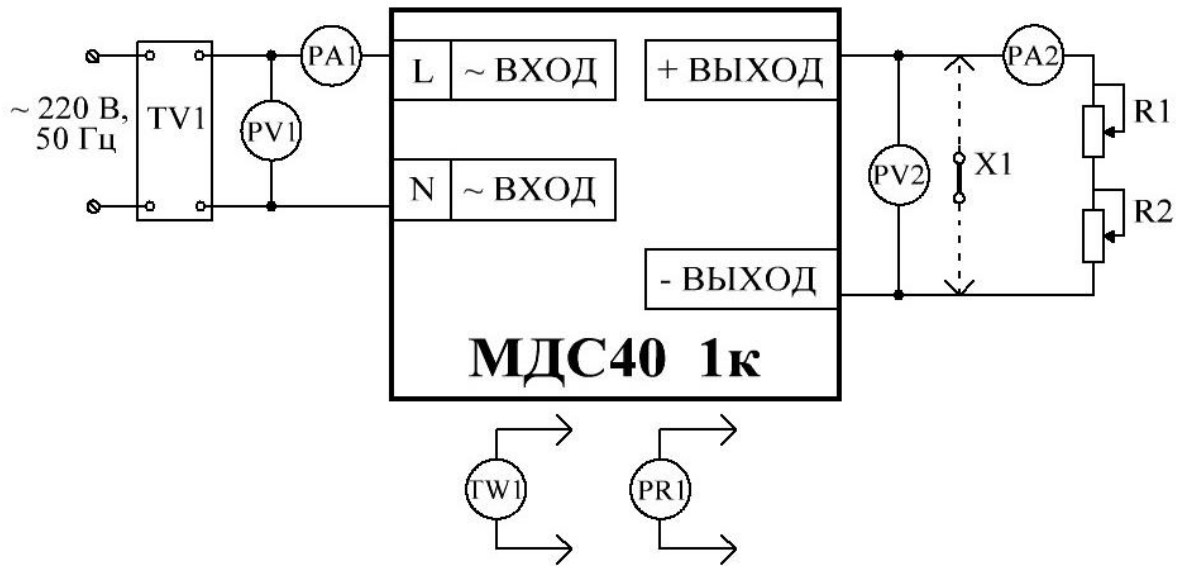 ~ 220 В,
50 Гц
TV1
PV1
PA1
L
~ ВХОД
N
~ ВХОД
+ ВЫХОД
- ВЫХОД
МДС40 1к
PV2
X1
PA2
R1
R2
TW1
PR1